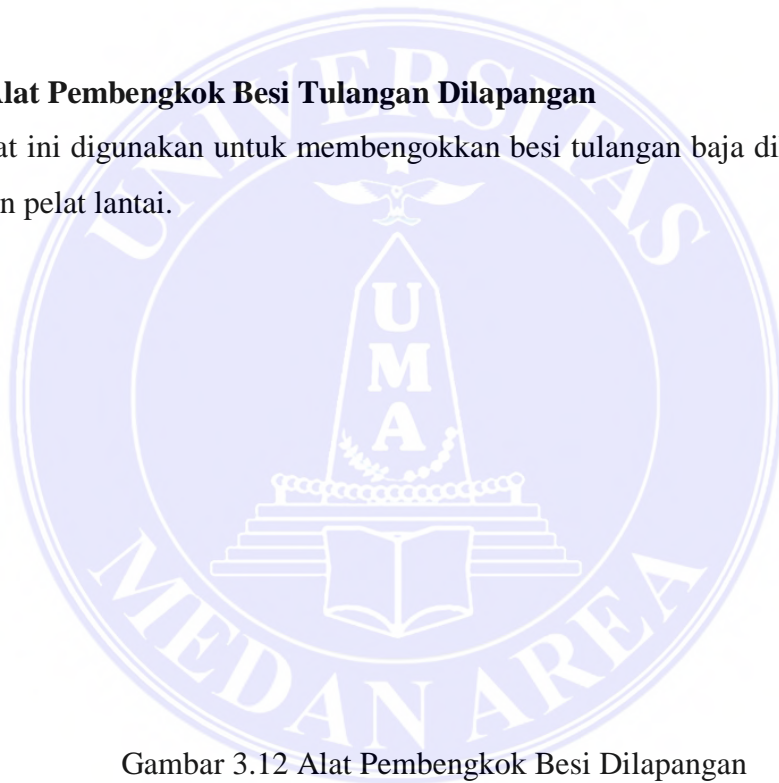 lat Pembengkok Besi Tulangan Dilapangan
at ini digunakan untuk membengokkan besi tulangan baja di
n pelat lantai.
UNIVERSITAS
U
M
A
MEDAN AREA
Gambar 3.12 Alat Pembengkok Besi Dilapangan